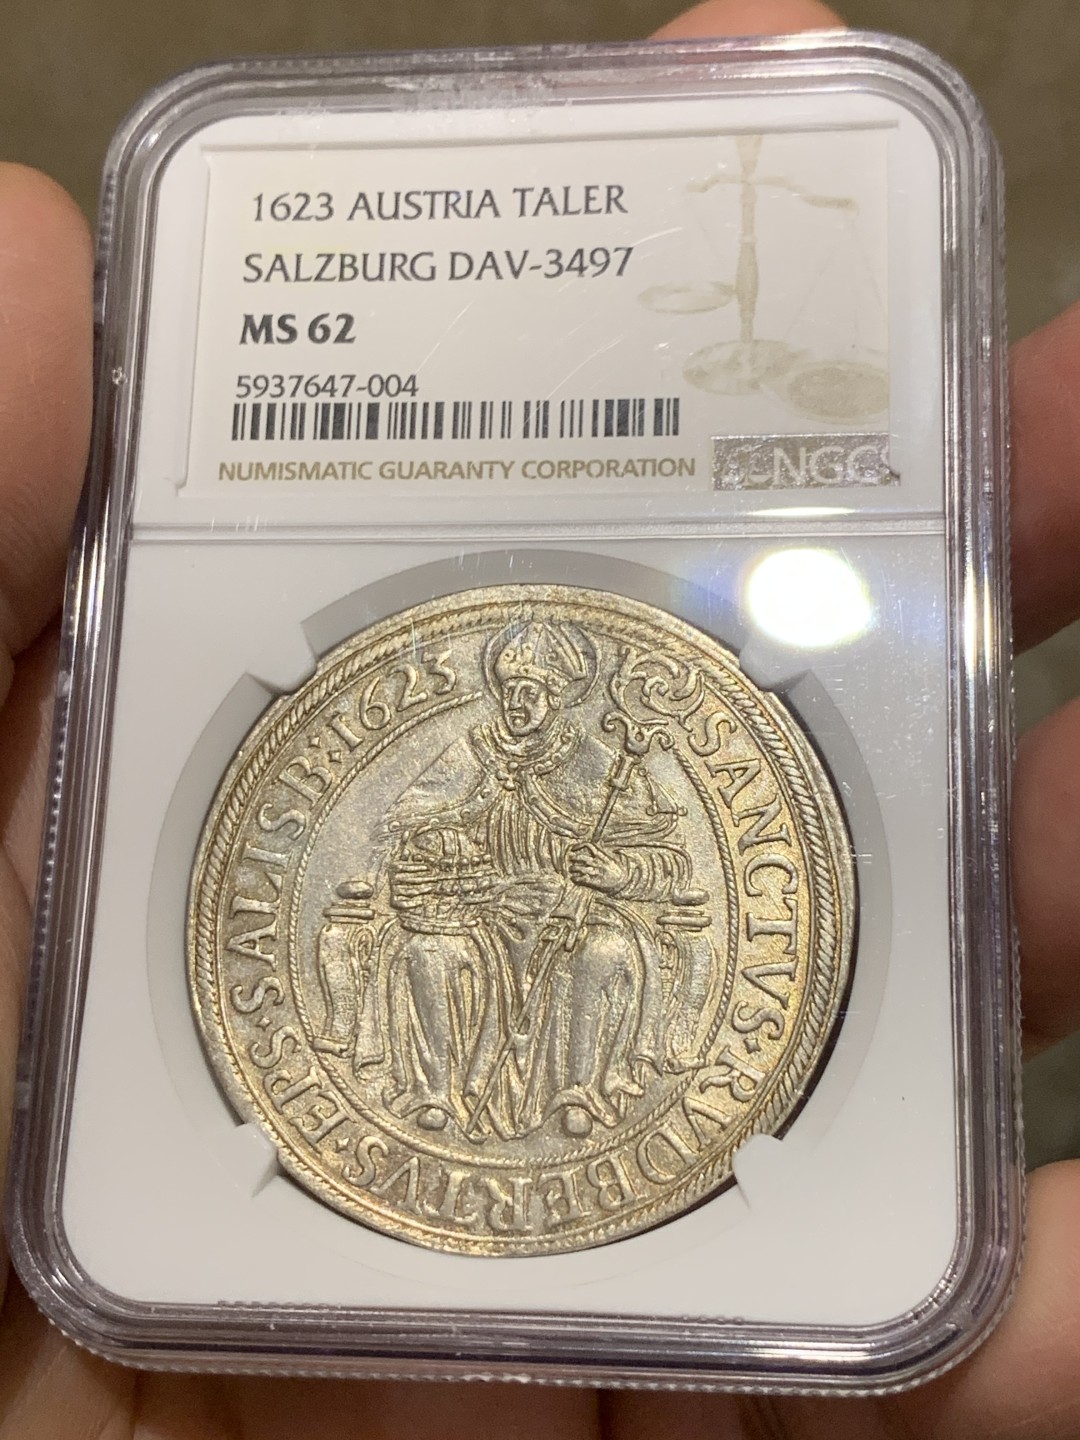 1623 AUSTRIA TALER
SALZBURG DAV-3497
MS 62
5937647-004
NUMISMATIC GUARANTY CORPORATION
NGC
SANCTVS·RVDBERTVS·EPS·SALISB:1623